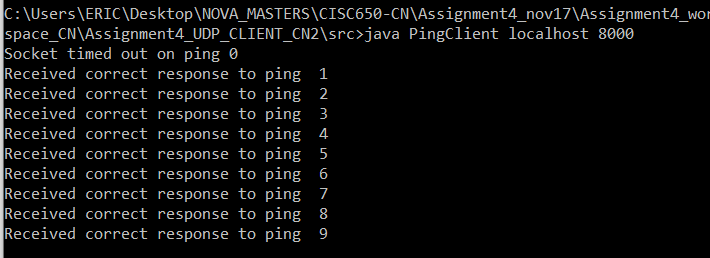 C:\Users\ERIC\Desktop\NOVA_MASTERS\CISC650-CN\Assignment4_nov17\Assignment4_wor
space_CN\Assignment4_UDP_CLIENT_CN2\src>java PingClient localhost 8000
Socket timed out on ping 0
Received correct response to ping  1
Received correct response to ping  2
Received correct response to ping  3
Received correct response to ping  4
Received correct response to ping  5
Received correct response to ping  6
Received correct response to ping  7
Received correct response to ping  8
Received correct response to ping  9